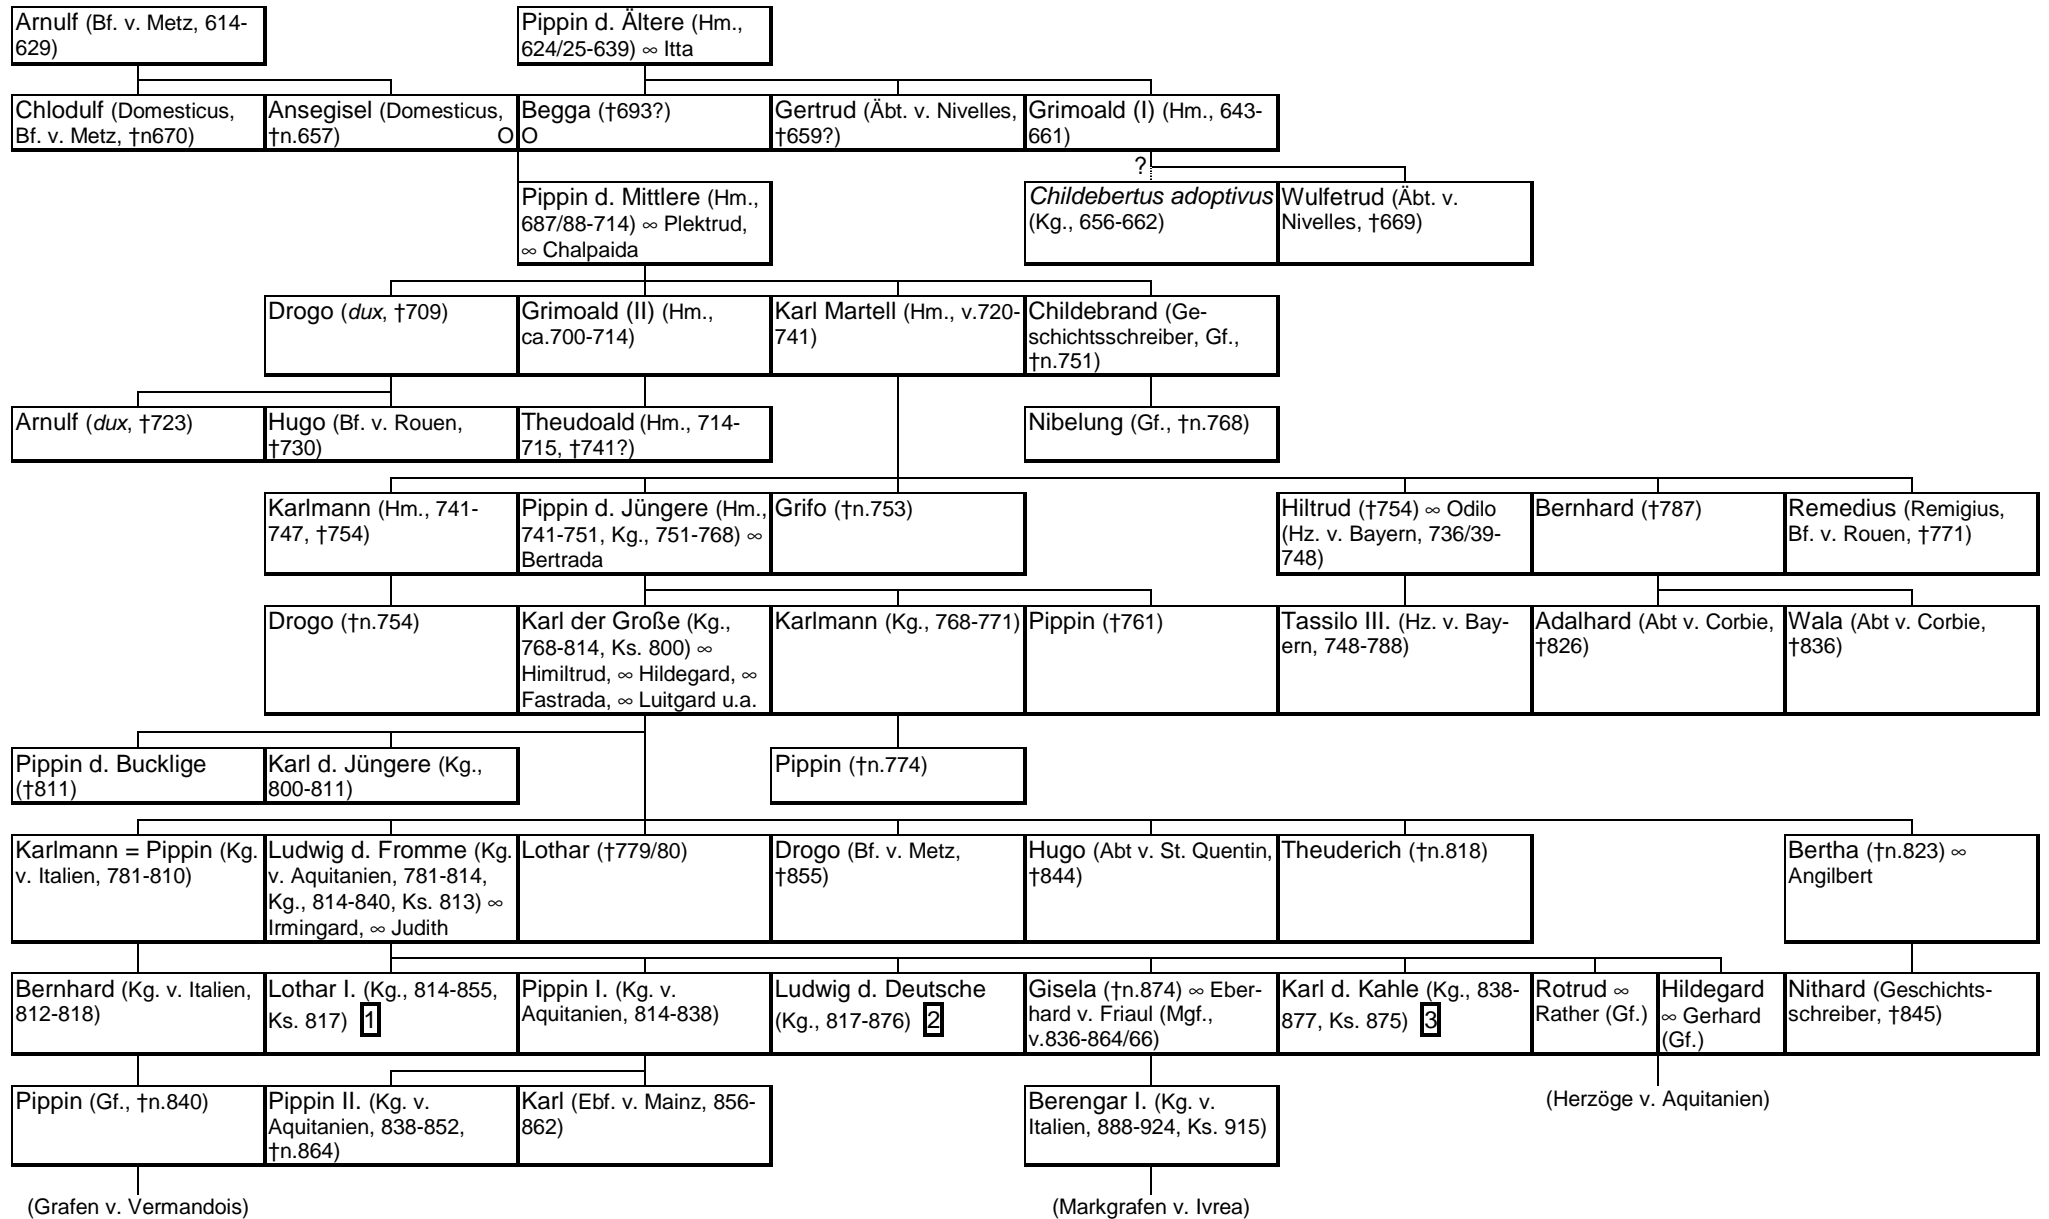 Arnulf (Bf. v. Metz, 614-
629)
Pippin d. Ältere (Hm.,
624/25-639) ∞ Itta
Chlodulf (Domesticus,
Bf. v. Metz, †n670)
Ansegisel (Domesticus,
†n.657) O
Begga (†693?)
O
Gertrud (Äbt. v. Nivelles,
†659?)
Grimoald (I) (Hm., 643-
661)
?
Pippin d. Mittlere (Hm.,
687/88-714) ∞ Plektrud,
∞ Chalpaida
Childebertus adoptivus
(Kg., 656-662)
Wulfetrud (Äbt. v.
Nivelles, †669)
Drogo (dux, †709)
Grimoald (II) (Hm.,
ca.700-714)
Karl Martell (Hm., v.720-
741)
Childebrand (Ge-
schichtsschreiber, Gf.,
†n.751)
Arnulf (dux, †723)
Hugo (Bf. v. Rouen,
†730)
Theudoald (Hm., 714-
715, †741?)
Nibelung (Gf., †n.768)
Karlmann (Hm., 741-
747, †754)
Pippin d. Jüngere (Hm.,
741-751, Kg., 751-768) ∞
Bertrada
Grifo (†n.753)
Hiltrud (†754) ∞ Odilo
(Hz. v. Bayern, 736/39-
748)
Bernhard (†787)
Remedius (Remigius,
Bf. v. Rouen, †771)
Drogo (†n.754)
Karl der Große (Kg.,
768-814, Ks. 800) ∞
Himiltrud, ∞ Hildegard, ∞
Fastrada, ∞ Luitgard u.a.
Karlmann (Kg., 768-771)
Pippin (†761)
Tassilo III. (Hz. v. Bay-
ern, 748-788)
Adalhard (Abt v. Corbie,
†826)
Wala (Abt v. Corbie,
†836)
Pippin d. Bucklige
(†811)
Karl d. Jüngere (Kg.,
800-811)
Pippin (†n.774)
Karlmann = Pippin (Kg.
v. Italien, 781-810)
Ludwig d. Fromme (Kg.
v. Aquitanien, 781-814,
Kg., 814-840, Ks. 813) ∞
Irmingard, ∞ Judith
Lothar (†779/80)
Drogo (Bf. v. Metz,
†855)
Hugo (Abt v. St. Quentin,
†844)
Theuderich (†n.818)
Bertha (†n.823) ∞
Angilbert
Bernhard (Kg. v. Italien,
812-818)
Lothar I. (Kg., 814-855,
Ks. 817) 1
Pippin I. (Kg. v.
Aquitanien, 814-838)
Ludwig d. Deutsche
(Kg., 817-876) 2
Gisela (†n.874) ∞ Eber-
hard v. Friaul (Mgf.,
v.836-864/66)
Karl d. Kahle (Kg., 838-
877, Ks. 875) 3
Rotrud ∞
Rather (Gf.)
Hildegard
∞ Gerhard
(Gf.)
Nithard (Geschichts-
schreiber, †845)
Pippin (Gf., †n.840)
Pippin II. (Kg. v.
Aquitanien, 838-852,
†n.864)
Karl (Ebf. v. Mainz, 856-
862)
Berengar I. (Kg. v.
Italien, 888-924, Ks. 915)
(Herzöge v. Aquitanien)
(Grafen v. Vermandois)
(Markgrafen v. Ivrea)